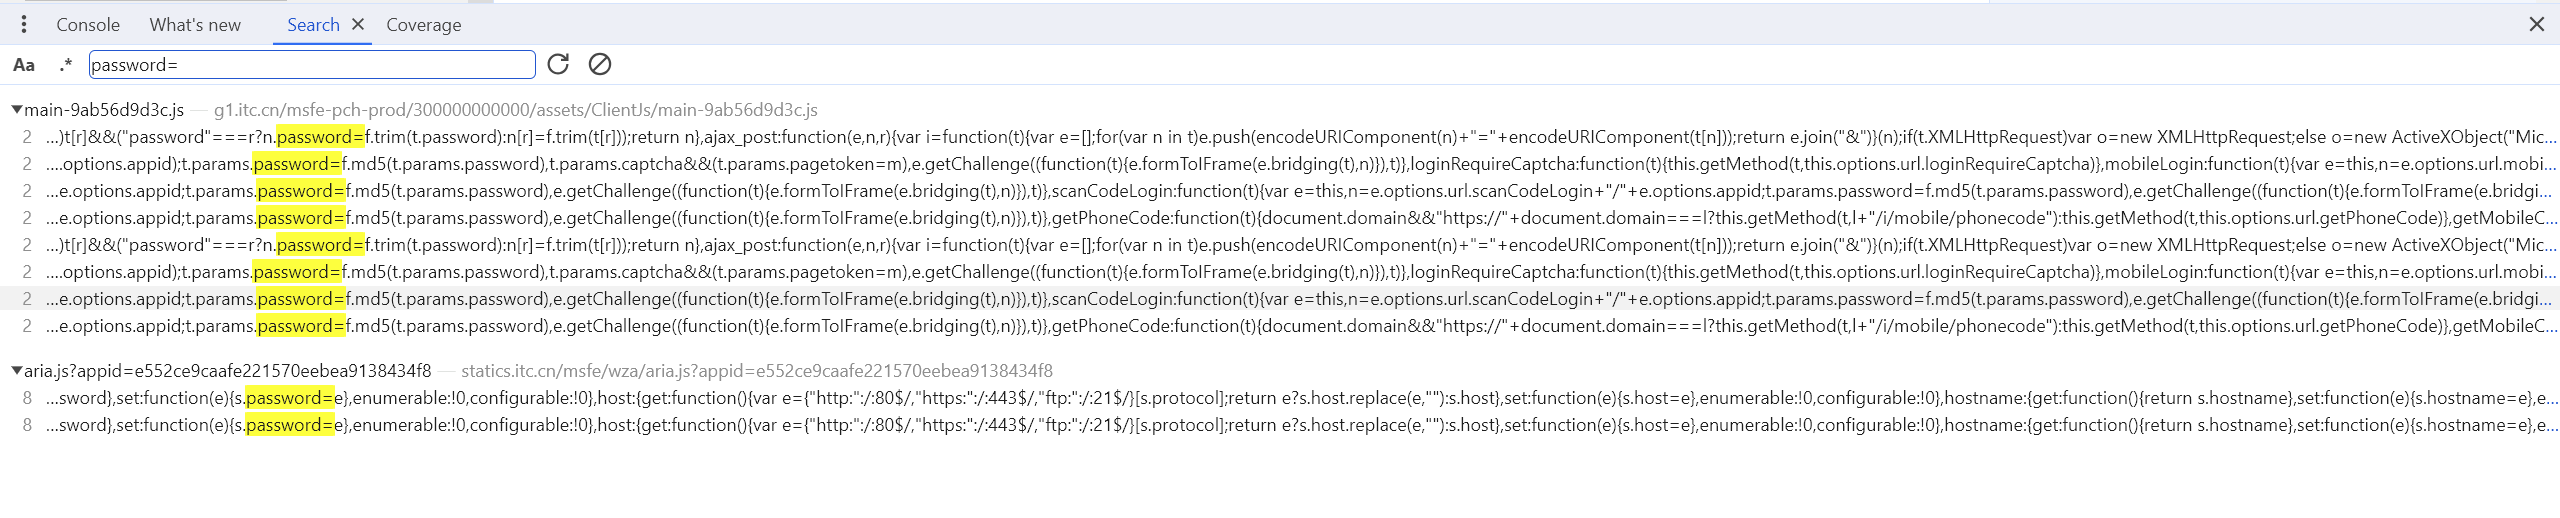 Console What's new Search Coverage
Aa .* password=
main-9ab56d9d3c.js — g1.itc.cn/msfe-pch-prod/300000000000/assets/ClientJs/main-9ab56d9d3c.js
2 ...)t[r]&&("password"===r?n.password=f.trim(t.password):n[r]=f.trim(t[r]));return n},ajax_post:function(e,n,r){var i=function(t){var e=[];for(var n in t)e.push(encodeURIComponent(n)+"="+encodeURIComponent(t[n]));return e.join("&")}(n);if(t.XMLHttpRequest)var o=new XMLHttpRequest;else o=new ActiveXObject("Mic...
2 ....options.appid);t.params.password=f.md5(t.params.password),t.params.captcha&&(t.params.pagetoken=m),e.getChallenge((function(t){e.formToIFrame(e.bridging(t),n)}),t)},loginRequireCaptcha:function(t){this.getMethod(t,this.options.url.loginRequireCaptcha)},mobileLogin:function(t){var e=this,n=e.options.url.mobi...
2 ...e.options.appid;t.params.password=f.md5(t.params.password),e.getChallenge((function(t){e.formToIFrame(e.bridging(t),n)}),t)},scanCodeLogin:function(t){var e=this,n=e.options.url.scanCodeLogin+"/"+e.options.appid;t.params.password=f.md5(t.params.password),e.getChallenge((function(t){e.formToIFrame(e.bridgi...
2 ...e.options.appid;t.params.password=f.md5(t.params.password),e.getChallenge((function(t){e.formToIFrame(e.bridging(t),n)}),t)},getPhoneCode:function(t){document.domain&&"https://"+document.domain===l?this.getMethod(t,l+"/i/mobile/phonecode"):this.getMethod(t,this.options.url.getPhoneCode)},getMobileC...
2 ...)t[r]&&("password"===r?n.password=f.trim(t.password):n[r]=f.trim(t[r]));return n},ajax_post:function(e,n,r){var i=function(t){var e=[];for(var n in t)e.push(encodeURIComponent(n)+"="+encodeURIComponent(t[n]));return e.join("&")}(n);if(t.XMLHttpRequest)var o=new XMLHttpRequest;else o=new ActiveXObject("Mic...
2 ....options.appid);t.params.password=f.md5(t.params.password),t.params.captcha&&(t.params.pagetoken=m),e.getChallenge((function(t){e.formToIFrame(e.bridging(t),n)}),t)},loginRequireCaptcha:function(t){this.getMethod(t,this.options.url.loginRequireCaptcha)},mobileLogin:function(t){var e=this,n=e.options.url.mobi...
2 ...e.options.appid;t.params.password=f.md5(t.params.password),e.getChallenge((function(t){e.formToIFrame(e.bridging(t),n)}),t)},scanCodeLogin:function(t){var e=this,n=e.options.url.scanCodeLogin+"/"+e.options.appid;t.params.password=f.md5(t.params.password),e.getChallenge((function(t){e.formToIFrame(e.bridgi...
2 ...e.options.appid;t.params.password=f.md5(t.params.password),e.getChallenge((function(t){e.formToIFrame(e.bridging(t),n)}),t)},getPhoneCode:function(t){document.domain&&"https://"+document.domain===l?this.getMethod(t,l+"/i/mobile/phonecode"):this.getMethod(t,this.options.url.getPhoneCode)},getMobileC...
aria.js?appid=e552ce9caafe221570eebea9138434f8 — statics.itc.cn/msfe/wza/aria.js?appid=e552ce9caafe221570eebea9138434f8
8 ...sword},set:function(e){s.password=e},enumerable:!0,configurable:!0},host:{get:function(){var e={"http:":/:80$/,"https:":/:443$/,"ftp:":/:21$/}[s.protocol];return e?s.host.replace(e,""):s.host},set:function(e){s.host=e},enumerable:!0,configurable:!0},hostname:{get:function(){return s.hostname},set:function(e){s.hostname=e},e...
8 ...sword},set:function(e){s.password=e},enumerable:!0,configurable:!0},host:{get:function(){var e={"http:":/:80$/,"https:":/:443$/,"ftp:":/:21$/}[s.protocol];return e?s.host.replace(e,""):s.host},set:function(e){s.host=e},enumerable:!0,configurable:!0},hostname:{get:function(){return s.hostname},set:function(e){s.hostname=e},e...